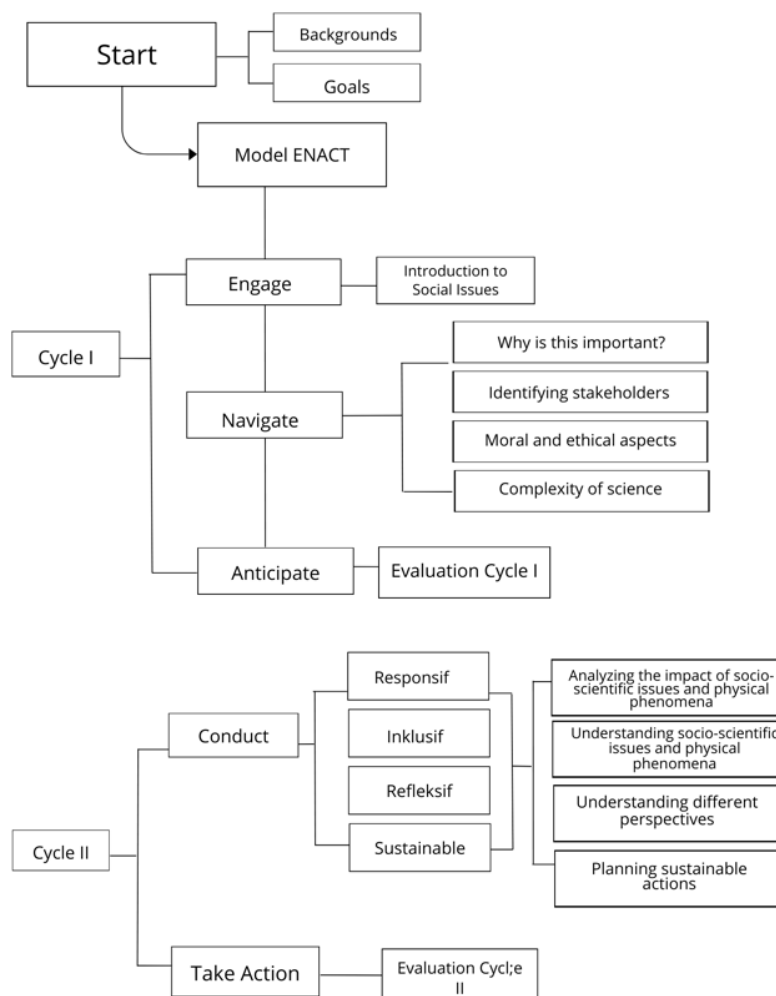 Start
Backgrounds
Goals
Model ENACT
Engage
Introduction to
Social Issues
Cycle I
Navigate
Why is this important?
Identifying stakeholders
Moral and ethical aspects
Complexity of science
Anticipate
Evaluation Cycle I
Cycle II
Conduct
Responsif
Inklusif
Refleksif
Sustainable
Analyzing the impact of socio-
scientific issues and physical
phenomena
Understanding socio-scientific
issues and physical
phenomena
Understanding different
perspectives
Planning sustainable
actions
Take Action
Evaluation Cycl;e
II